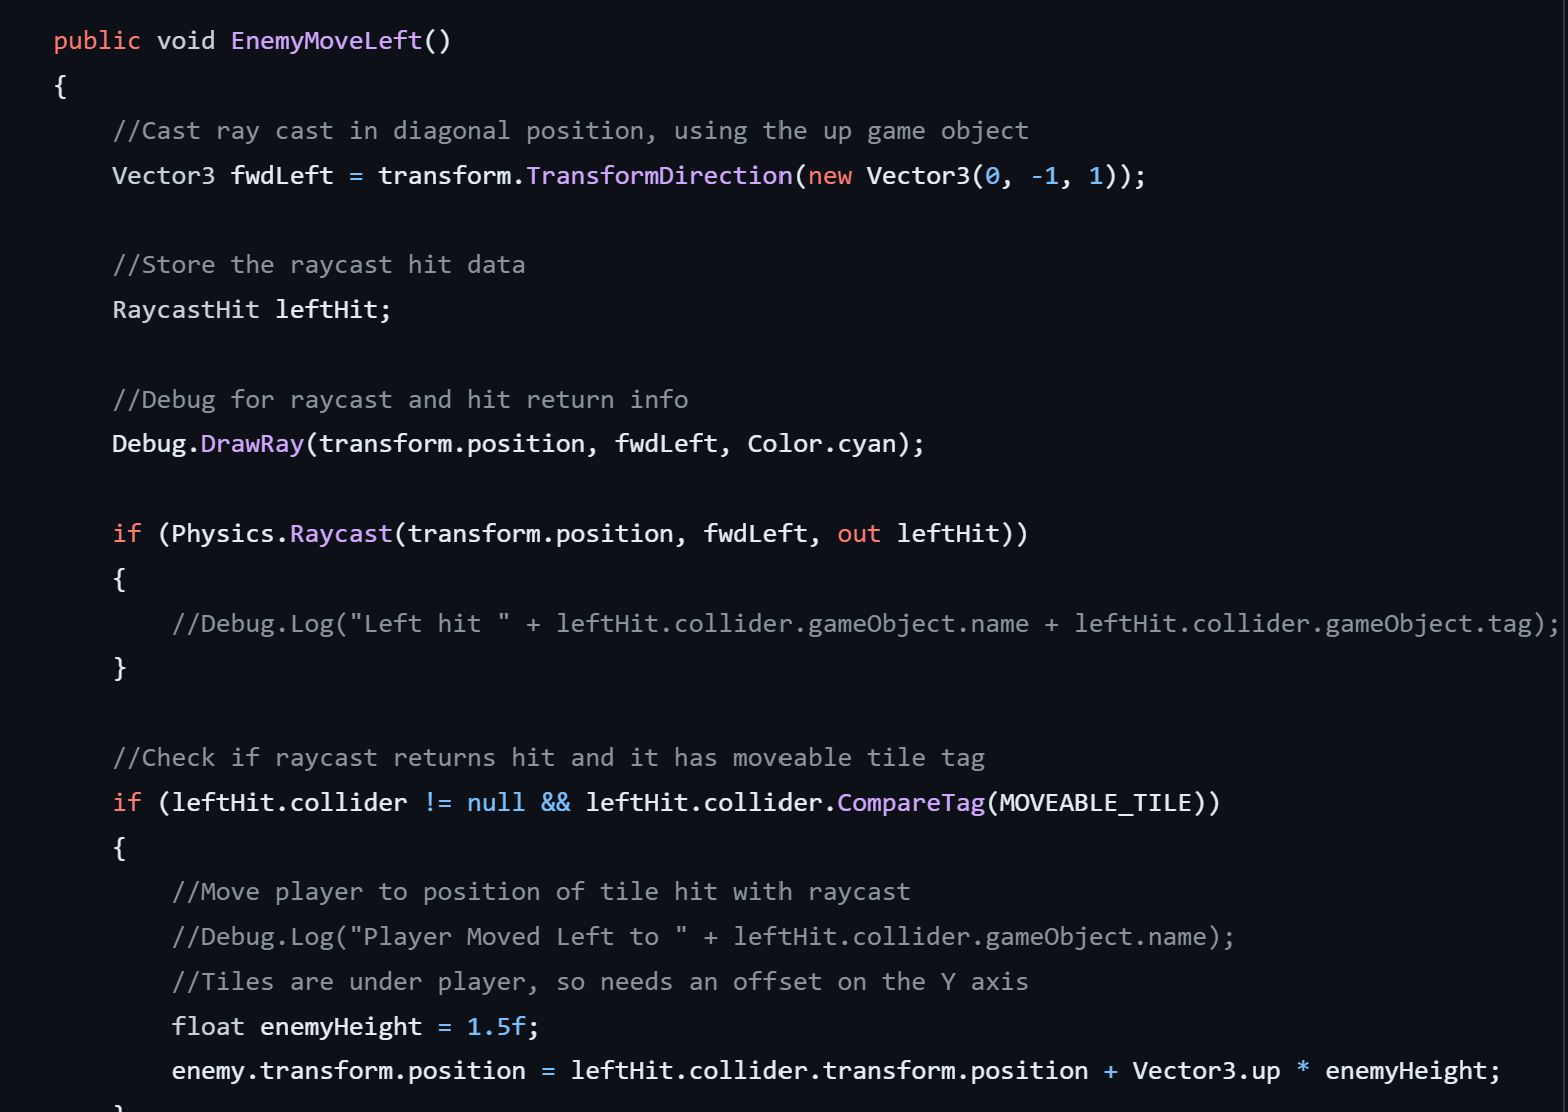 public void EnemyMoveLeft()
{
//Cast ray cast in diagonal position, using the up game object
Vector3 fwdLeft = transform.TransformDirection(new Vector3(0, -1, 1));
//Store the raycast hit data
RaycastHit leftHit;
//Debug for raycast and hit return info
Debug.DrawRay(transform.position, fwdLeft, Color.cyan);
if (Physics.Raycast(transform.position, fwdLeft, out leftHit))
{
//Debug.Log("Left hit " + leftHit.collider.gameObject.name + leftHit.collider.gameObject.tag);
}
//Check if raycast returns hit and it has moveable tile tag
if (leftHit.collider != null && leftHit.collider.CompareTag(MOVEABLE_TILE))
{
//Move player to position of tile hit with raycast
//Debug.Log("Player Moved Left to " + leftHit.collider.gameObject.name);
//Tiles are under player, so needs an offset on the Y axis
float enemyHeight = 1.5f;
enemy.transform.position = leftHit.collider.transform.position + Vector3.up * enemyHeight;
}